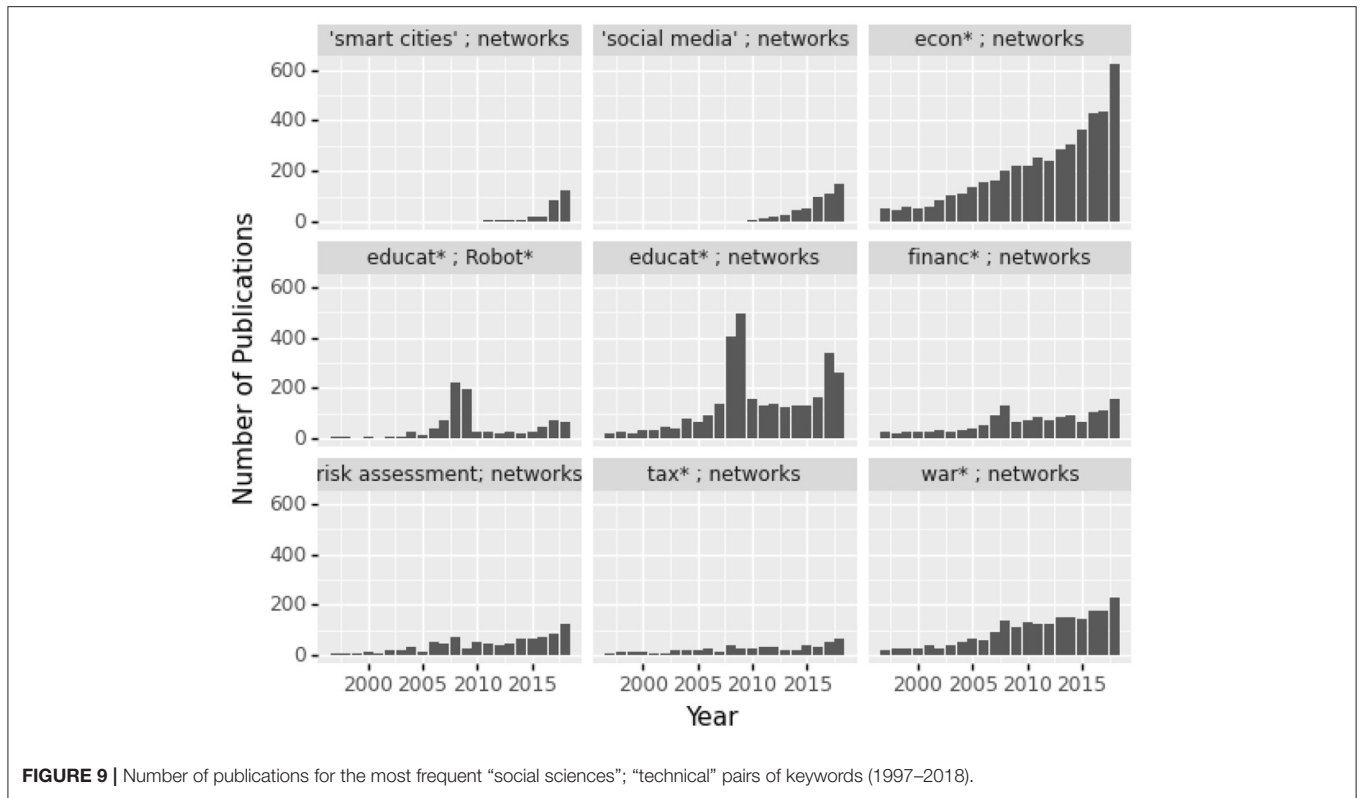 'smart cities' ; networks
'social media' ; networks
econ* ; networks
600
400
200
0
educat* ; Robot*
educat* ; networks
financ* ; networks
600
400
200
0
risk assessment; networks
tax* ; networks
war* ; networks
600
400
200
0
2000 2005 2010 2015
2000 2005 2010 2015
2000 2005 2010 2015
Number of Publications
Year
FIGURE 9 | Number of publications for the most frequent “social sciences”; “technical” pairs of keywords (1997–2018).